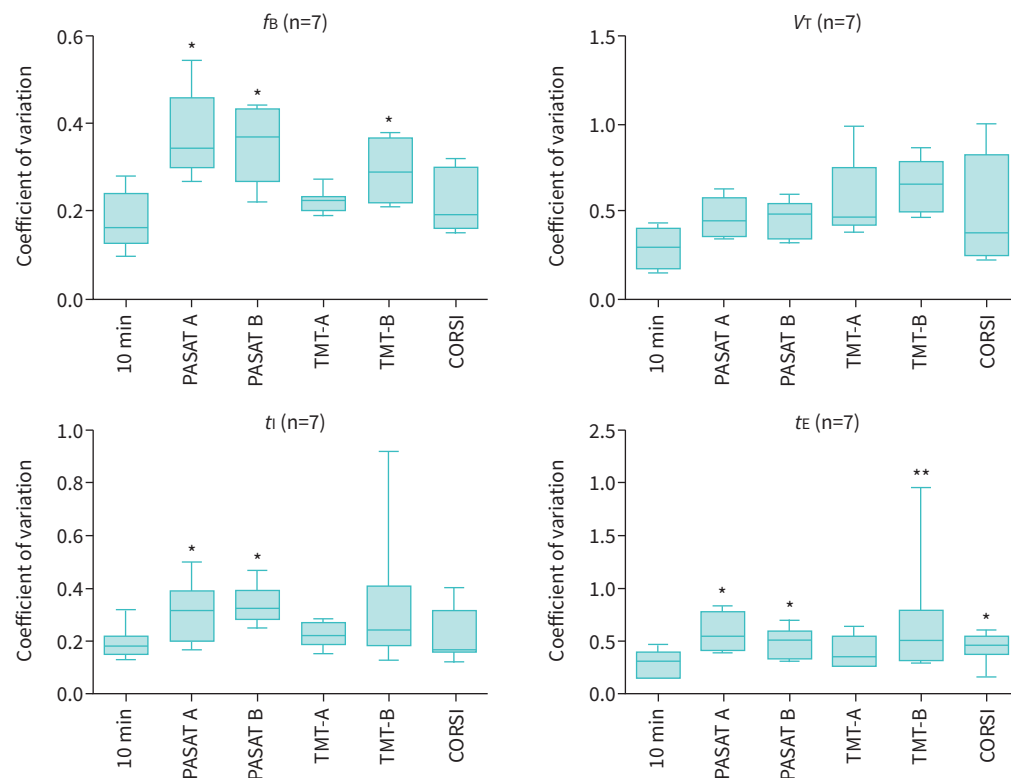 fB (n=7)
Coefficient of variation
0.6
0.4
0.2
0.0
*
*
*
10 min
PASAT A
PASAT B
TMT-A
TMT-B
CORSI
VT (n=7)
Coefficient of variation
1.5
1.0
0.5
0.0
10 min
PASAT A
PASAT B
TMT-A
TMT-B
CORSI
tI (n=7)
Coefficient of variation
1.0
0.8
0.6
0.4
0.2
0.0
*
*
10 min
PASAT A
PASAT B
TMT-A
TMT-B
CORSI
tE (n=7)
Coefficient of variation
2.5
1.0
1.5
1.0
0.5
0.0
*
*
**
*
10 min
PASAT A
PASAT B
TMT-A
TMT-B
CORSI